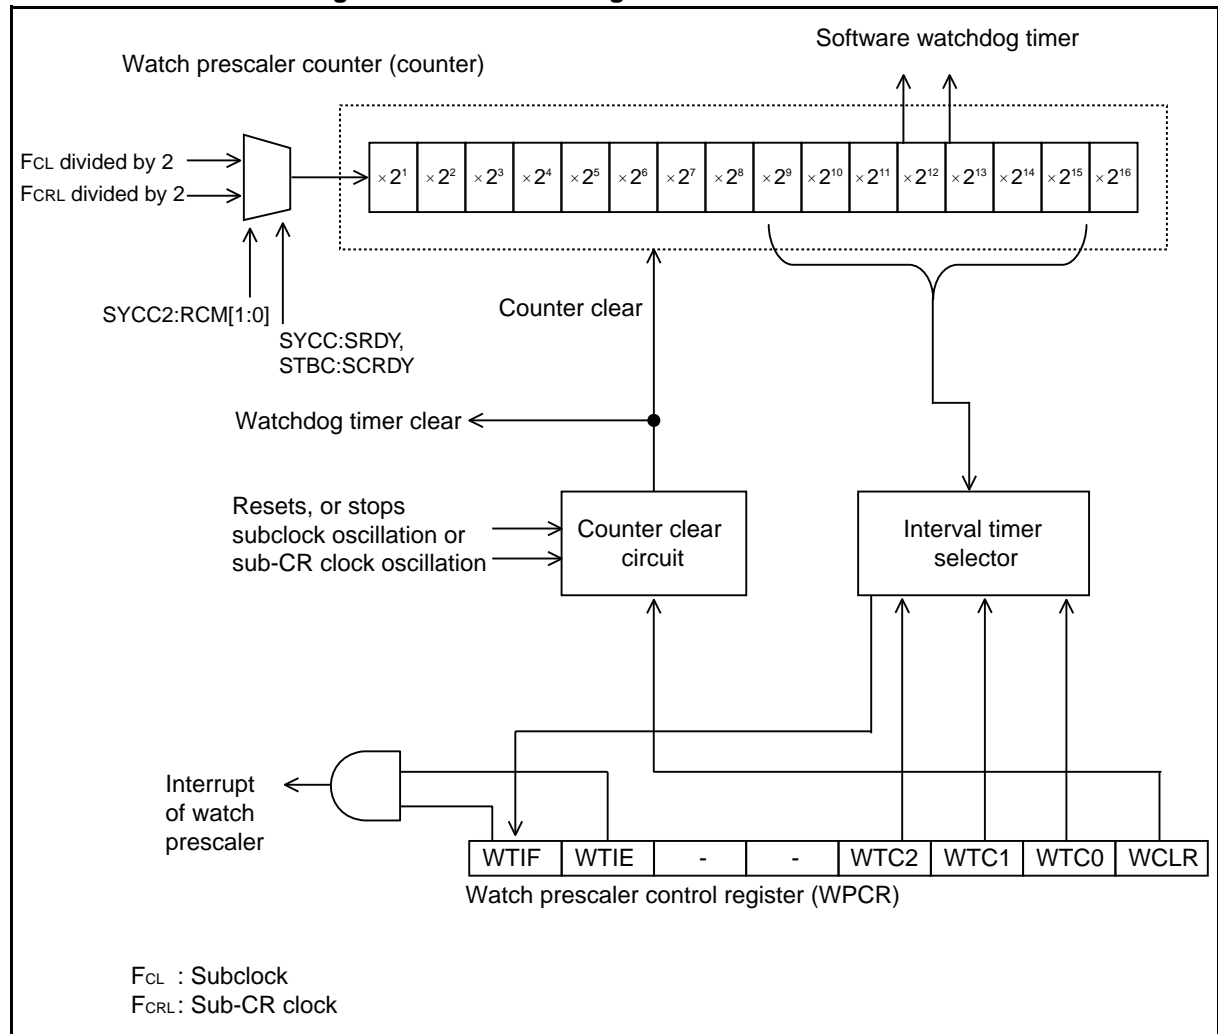 Software watchdog timer
Watch prescaler counter (counter)
FCL divided by 2
FCRL divided by 2
×2¹ ×2² ×2³ ×2⁴ ×2⁵ ×2⁶ ×2⁷ ×2⁸ ×2⁹ ×2¹⁰ ×2¹¹ ×2¹² ×2¹³ ×2¹⁴ ×2¹⁵ ×2¹⁶
SYCC2:RCM[1:0]
SYCC:SRDY,
STBC:SCRDY
Counter clear
Watchdog timer clear
Resets, or stops
subclock oscillation or
sub-CR clock oscillation
Counter clear
circuit
Interval timer
selector
Interrupt
of watch
prescaler
WTIF WTIE - - WTC2 WTC1 WTC0 WCLR
Watch prescaler control register (WPCR)
FCL : Subclock
FCRL : Sub-CR clock